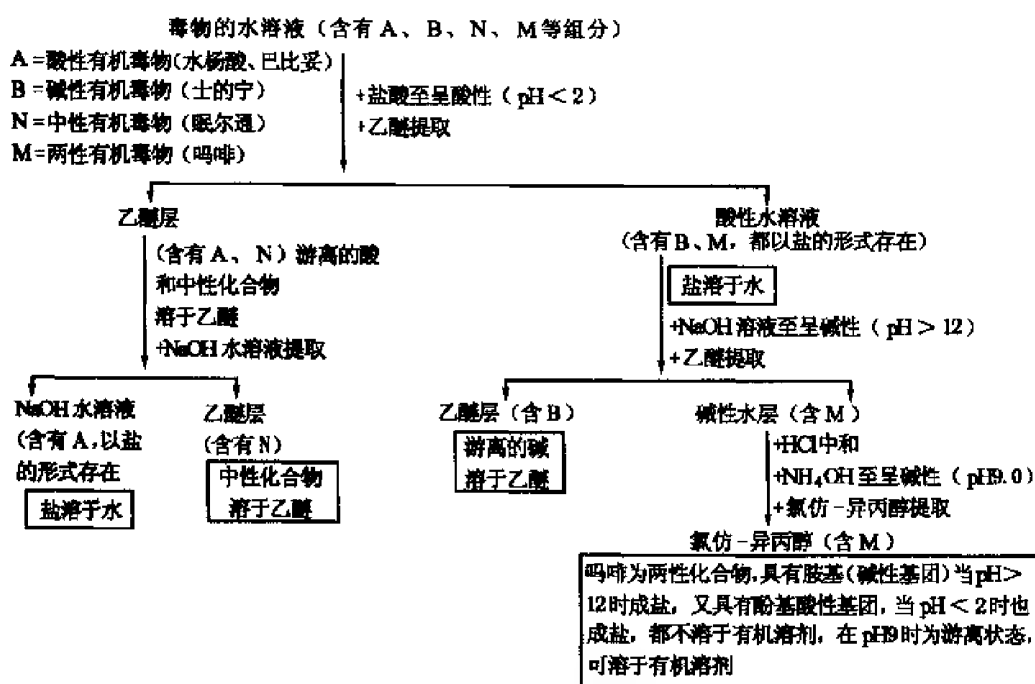 毒物的水溶液（含有A、B、N、M等组分）
A=酸性有机毒物（水杨酸、巴比妥）
B=碱性有机毒物（士的宁）
N=中性有机毒物（眠尔通）
M=两性有机毒物（吗啡）
+盐酸至呈酸性（pH<2）
+乙醚提取
乙醚层
（含有A、N）游离的酸
和中性化合物
溶于乙醚
+NaOH水溶液提取
酸性水溶液
（含有B、M，都以盐的形式存在）
盐溶于水
+NaOH溶液至呈碱性（pH>12）
+乙醚提取
NaOH水溶液
（含有A，以盐
的形式存在
盐溶于水
乙醚层
（含有N）
中性化合物
溶于乙醚
乙醚层（含B）
游离的碱
溶于乙醚
碱性水层（含M）
+HCl中和
+NH₄OH至呈碱性（pH9.0）
+氯仿-异丙醇提取
氯仿-异丙醇（含M）
吗啡为两性化合物，具有胺基（碱性基团）当pH>
12时成盐，又具有酚基酸性基团，当pH<2时也
成盐，都不溶于有机溶剂，在pH9时为游离状态，
可溶于有机溶剂